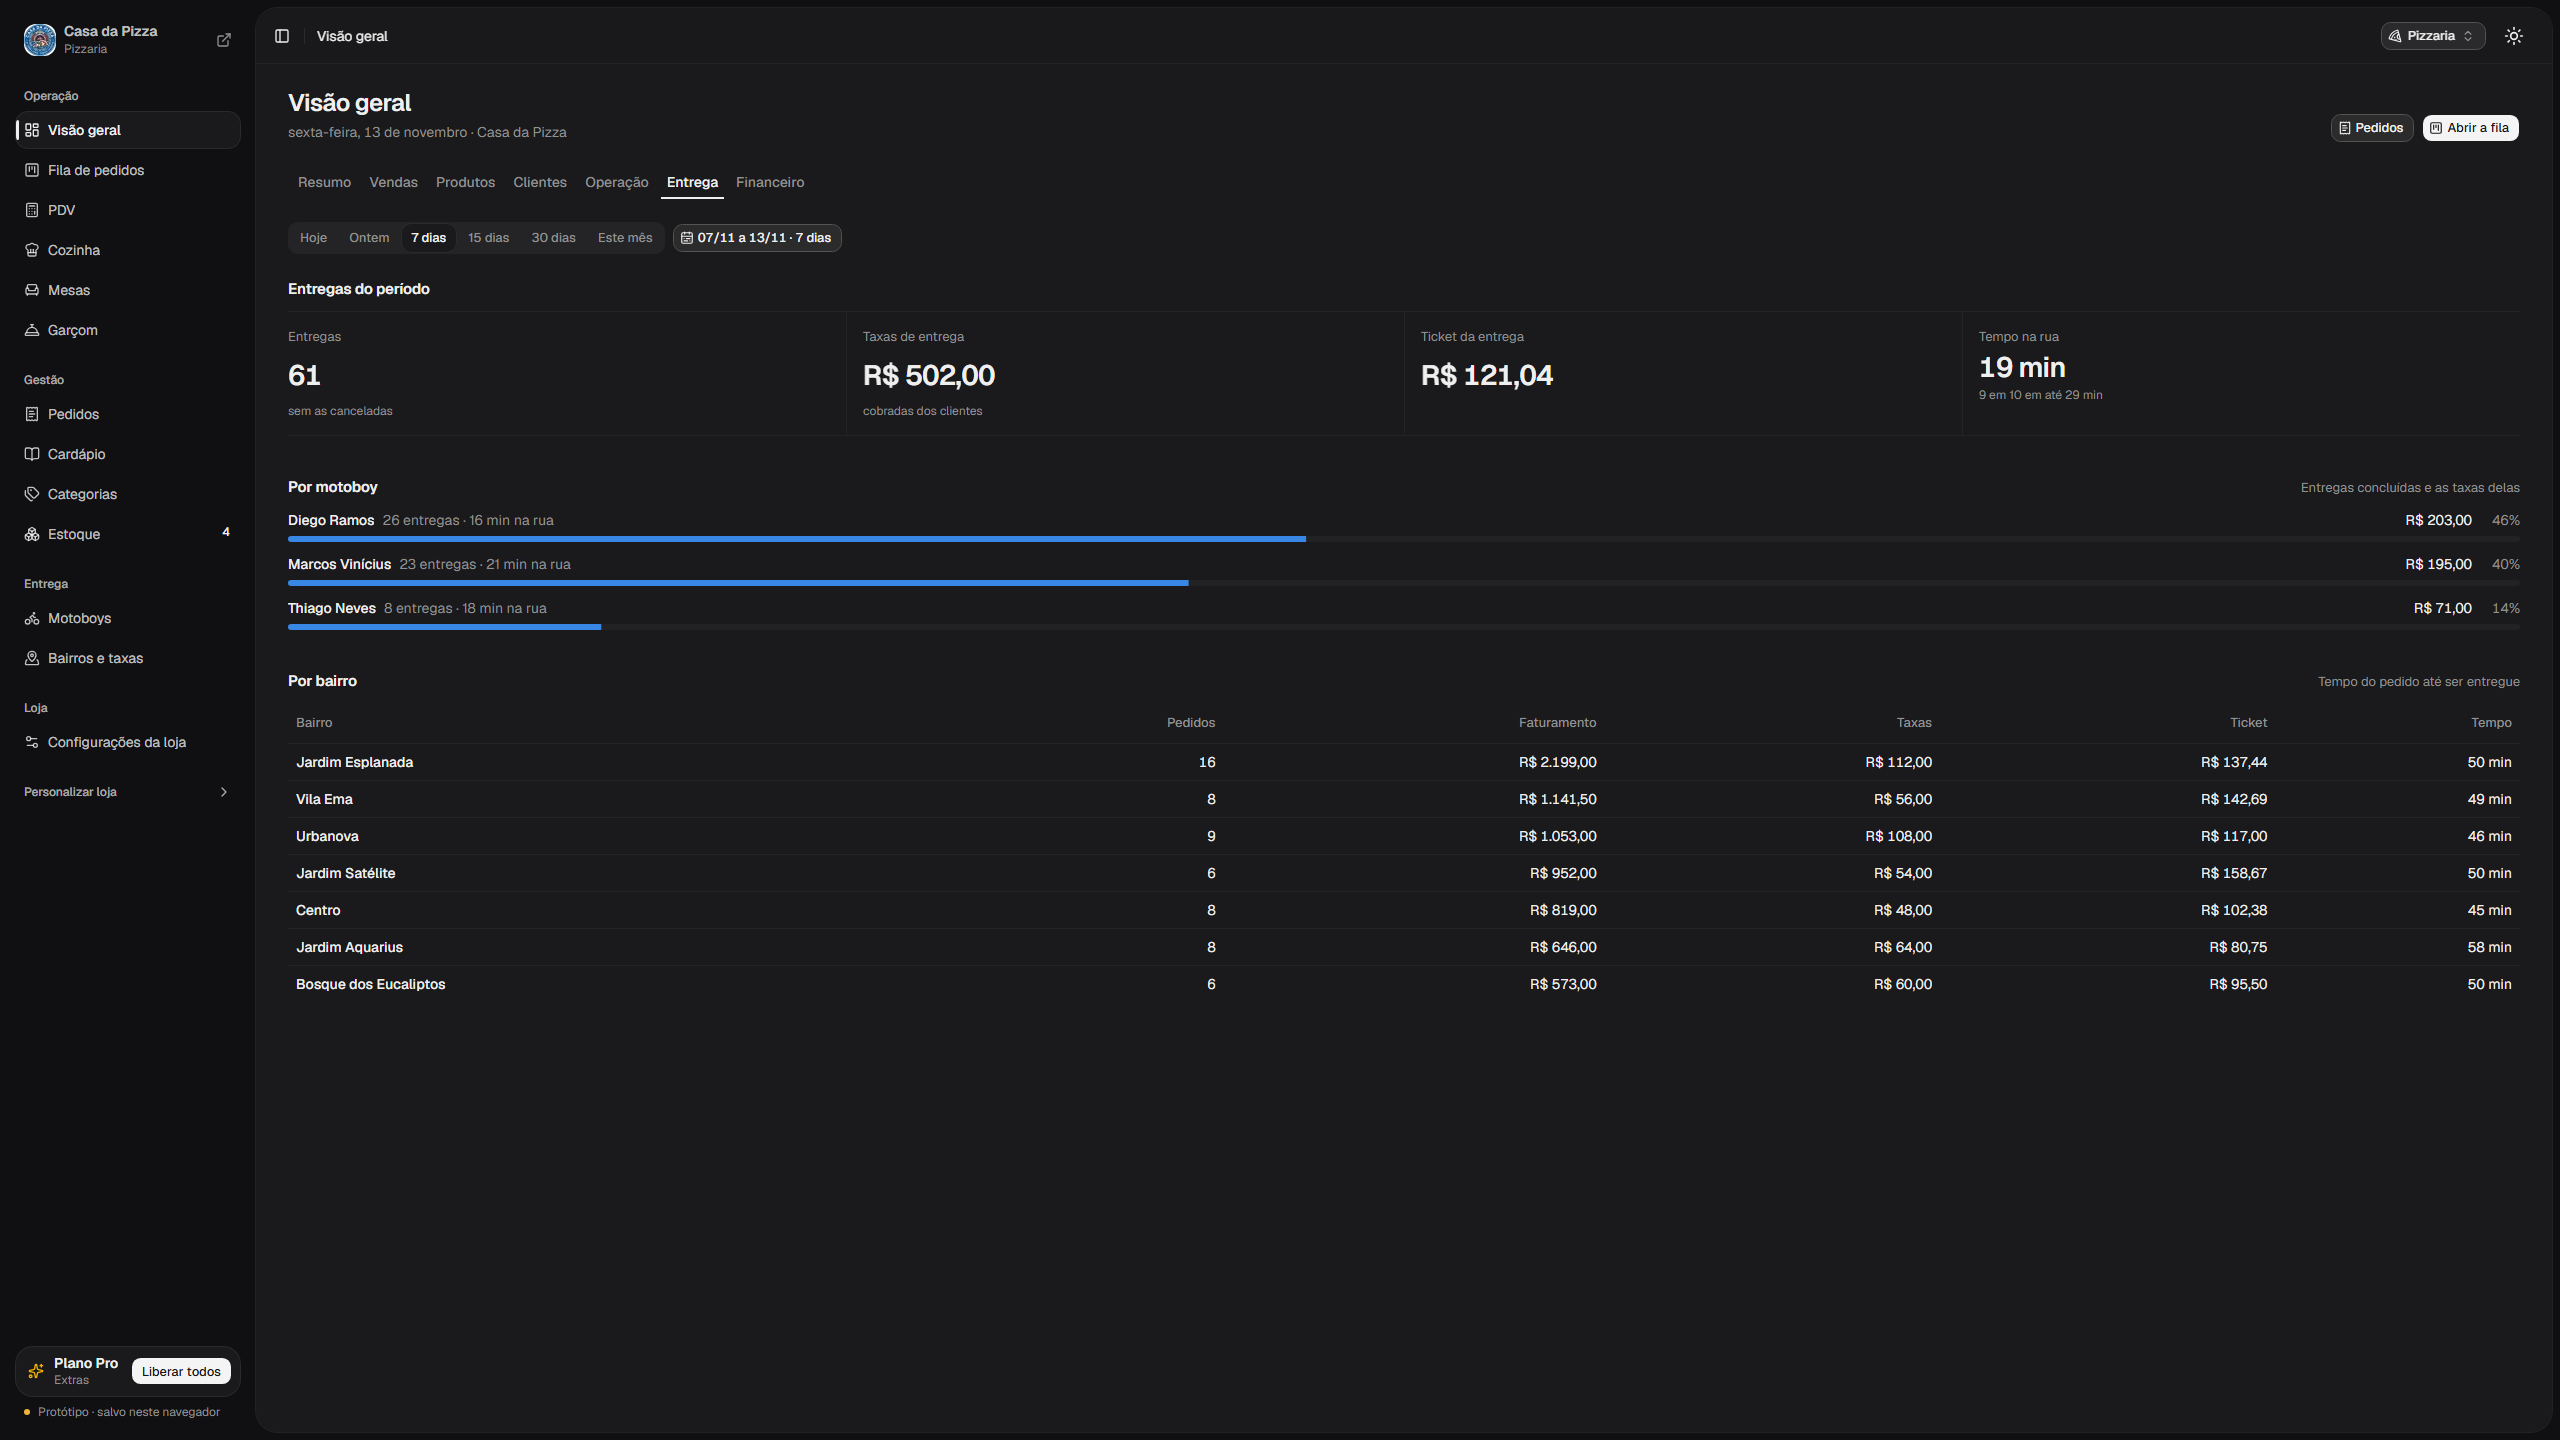 Casa da Pizza
Pizzaria
Operação
Visão geral
Fila de pedidos
PDV
Cozinha
Mesas
Garçom
Gestão
Pedidos
Cardápio
Categorias
Estoque 4
Entrega
Motoboys
Bairros e taxas
Loja
Configurações da loja
Personalizar loja
Plano Pro
Extras
Liberar todos
Protótipo · salvo neste navegador
Visão geral
Pizzaria
Visão geral
sexta-feira, 13 de novembro · Casa da Pizza
Pedidos Abrir a fila
Resumo Vendas Produtos Clientes Operação Entrega Financeiro
Hoje Ontem 7 dias 15 dias 30 dias Este mês 07/11 a 13/11 · 7 dias
Entregas do período
Entregas
61
sem as canceladas
Taxas de entrega
R$ 502,00
cobradas dos clientes
Ticket da entrega
R$ 121,04
Tempo na rua
19 min
9 em 10 em até 29 min
Por motoboy Entregas concluídas e as taxas delas
Diego Ramos 26 entregas · 16 min na rua R$ 203,00 46%
Marcos Vinícius 23 entregas · 21 min na rua R$ 195,00 40%
Thiago Neves 8 entregas · 18 min na rua R$ 71,00 14%
Por bairro Tempo do pedido até ser entregue
Bairro Pedidos Faturamento Taxas Ticket Tempo
Jardim Esplanada 16 R$ 2.199,00 R$ 112,00 R$ 137,44 50 min
Vila Ema 8 R$ 1.141,50 R$ 56,00 R$ 142,69 49 min
Urbanova 9 R$ 1.053,00 R$ 108,00 R$ 117,00 46 min
Jardim Satélite 6 R$ 952,00 R$ 54,00 R$ 158,67 50 min
Centro 8 R$ 819,00 R$ 48,00 R$ 102,38 45 min
Jardim Aquarius 8 R$ 646,00 R$ 64,00 R$ 80,75 58 min
Bosque dos Eucaliptos 6 R$ 573,00 R$ 60,00 R$ 95,50 50 min